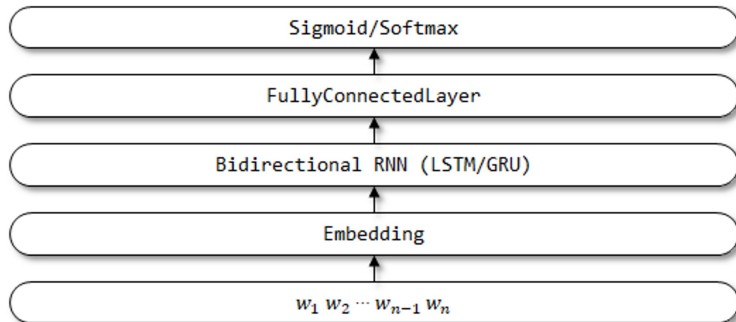 Sigmoid/Softmax
FullyConnectedLayer
Bidirectional RNN (LSTM/GRU)
Embedding
w₁ w₂ ⋯ wₙ₋₁ wₙ